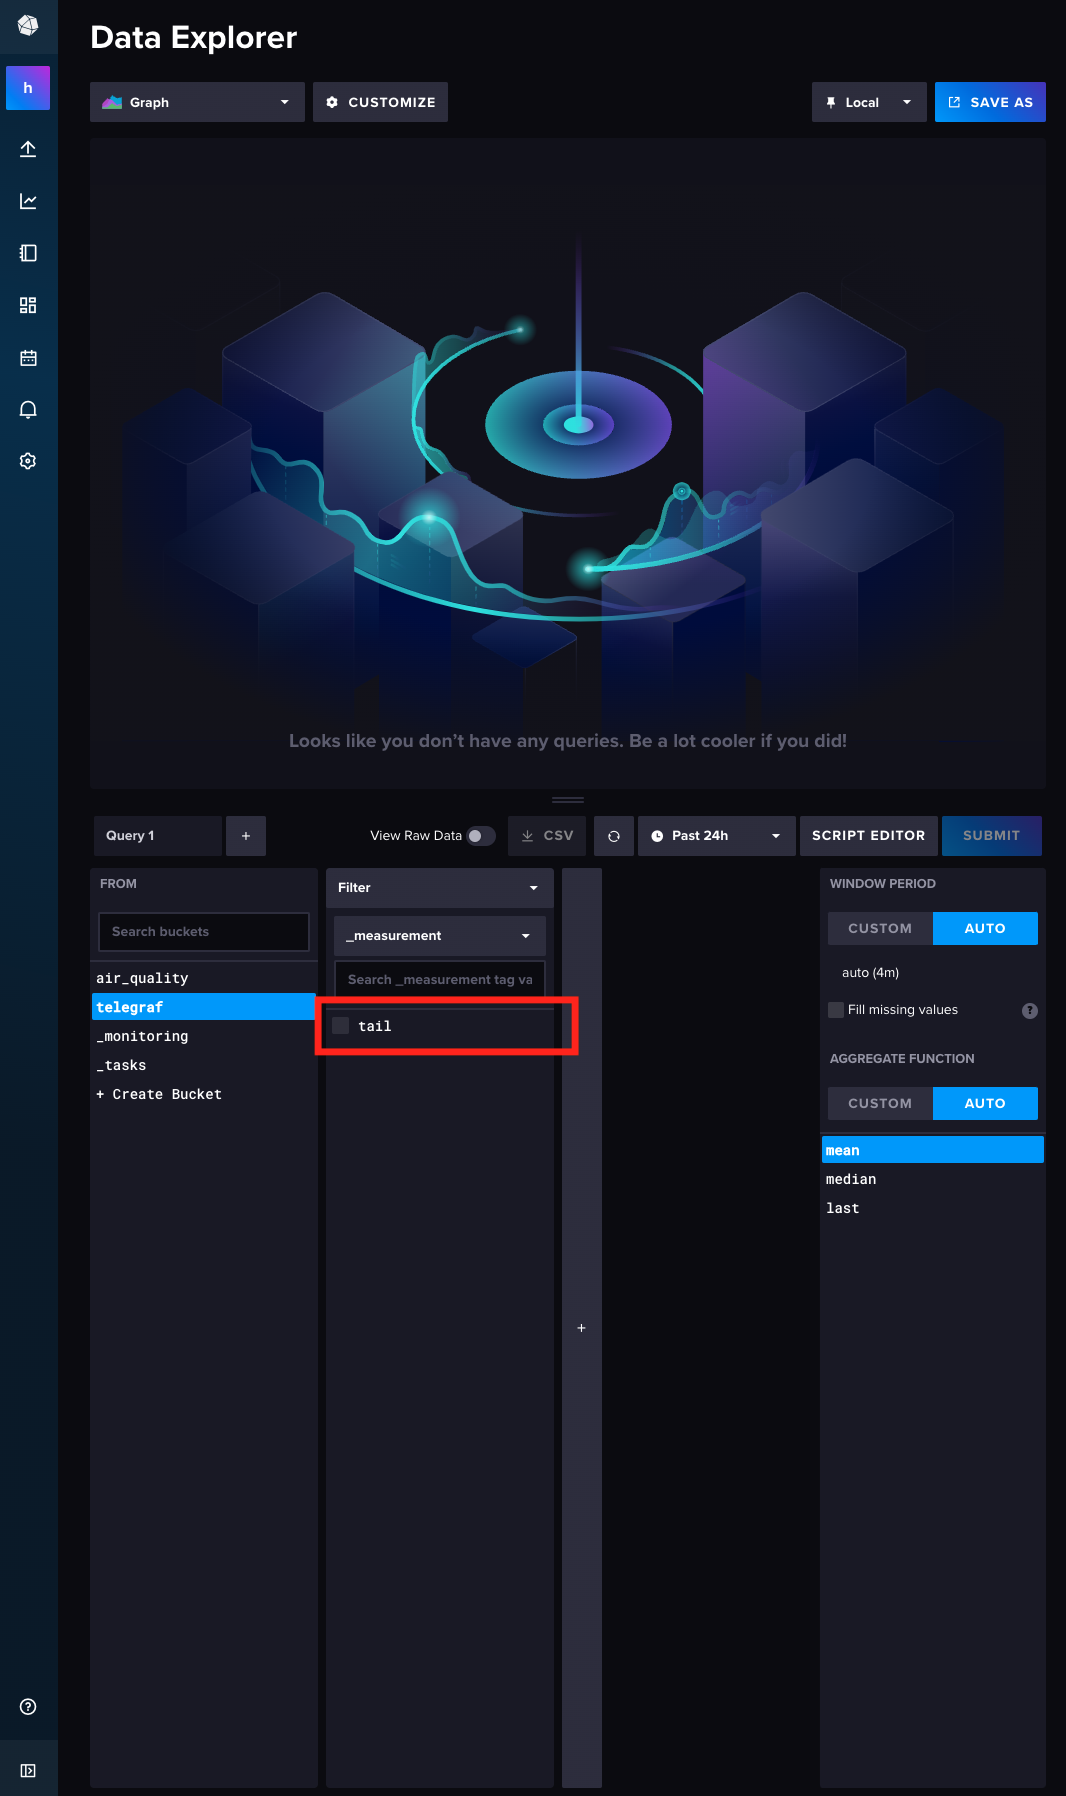 Data Explorer
h
Graph
CUSTOMIZE
Local
SAVE AS
Looks like you don’t have any queries. Be a lot cooler if you did!
Query 1
+
View Raw Data
CSV
Past 24h
SCRIPT EDITOR
SUBMIT
FROM
Search buckets
air_quality
telegraf
_monitoring
_tasks
+ Create Bucket
Filter
_measurement
Search _measurement tag va
tail
+
WINDOW PERIOD
CUSTOM
AUTO
auto (4m)
Fill missing values
?
AGGREGATE FUNCTION
CUSTOM
AUTO
mean
median
last
?